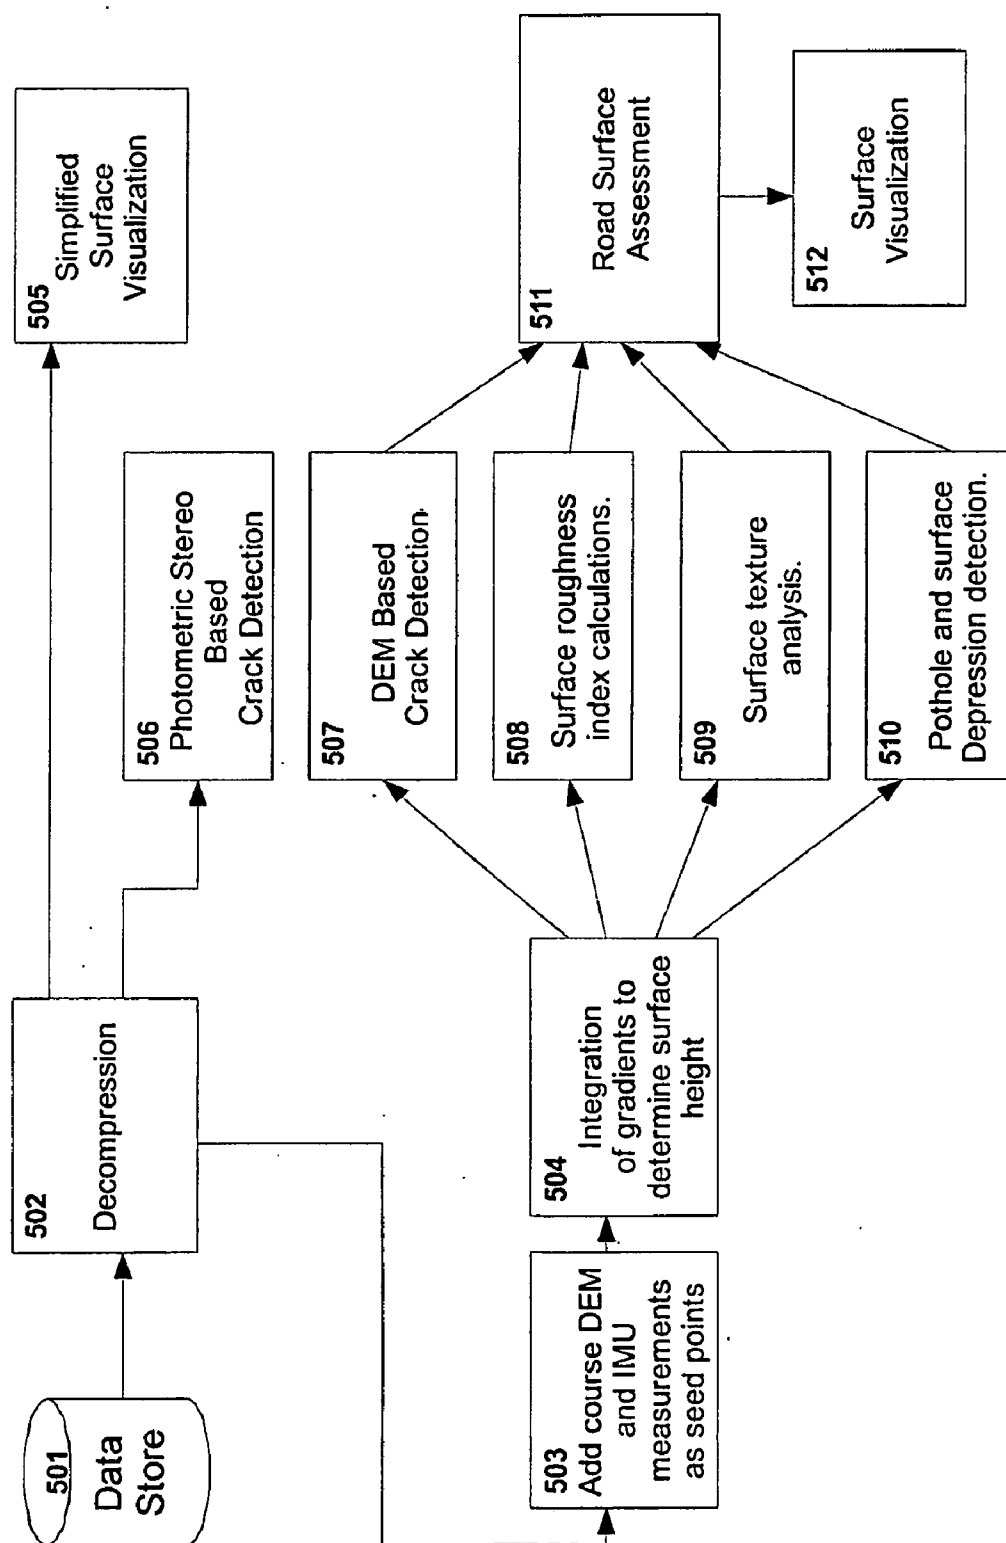 501
Data
Store
502
Decompression
503
Add course DEM
and IMU
measurements
as seed points
504
Integration
of gradients to
determine surface
height
505
Simplified
Surface
Visualization
506
Photometric Stereo
Based
Crack Detection
507
DEM Based
Crack Detection.
508
Surface roughness
index calculations.
509
Surface texture
analysis.
510
Pothole and surface
Depression detection.
511
Road Surface
Assessment
512
Surface
Visualization